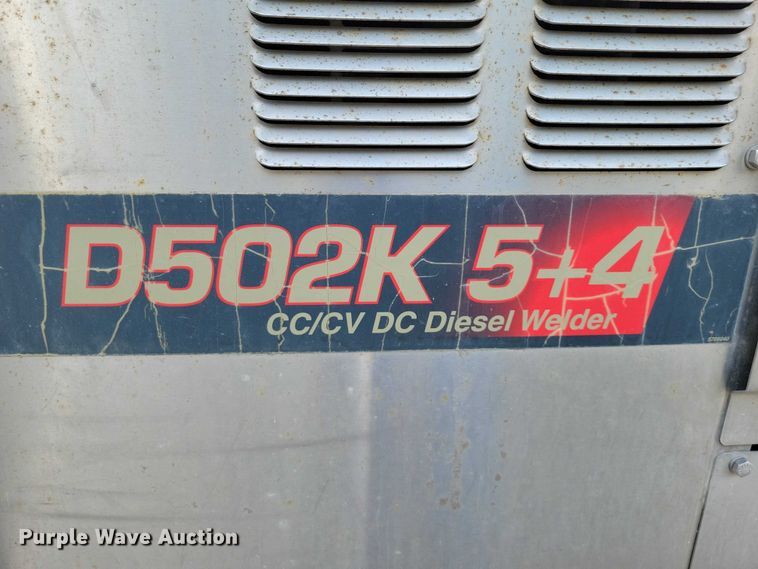 D502K 5+4
CC/CV DC Diesel Welder
Purple Wave Auction